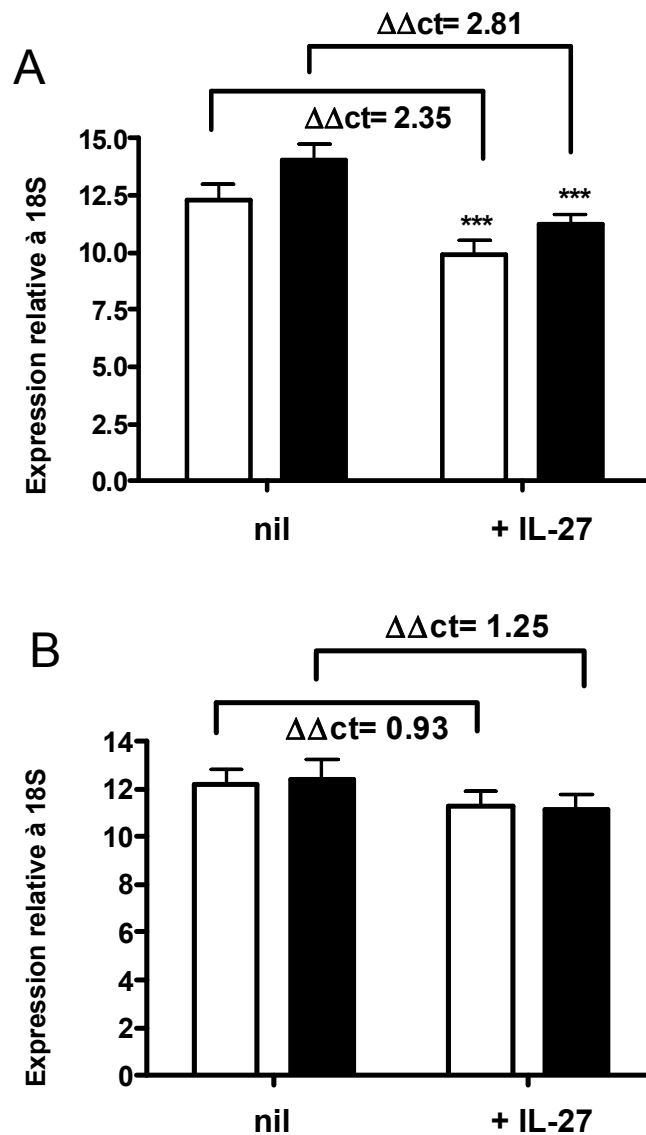 ΔΔct= 2.81
A
ΔΔct= 2.35
Expression relative à 18S
15.0
12.5
10.0
7.5
5.0
2.5
0.0
*** ***
nil + IL-27
ΔΔct= 1.25
B
ΔΔct= 0.93
Expression relative à 18S
14
12
10
8
6
4
2
0
nil + IL-27